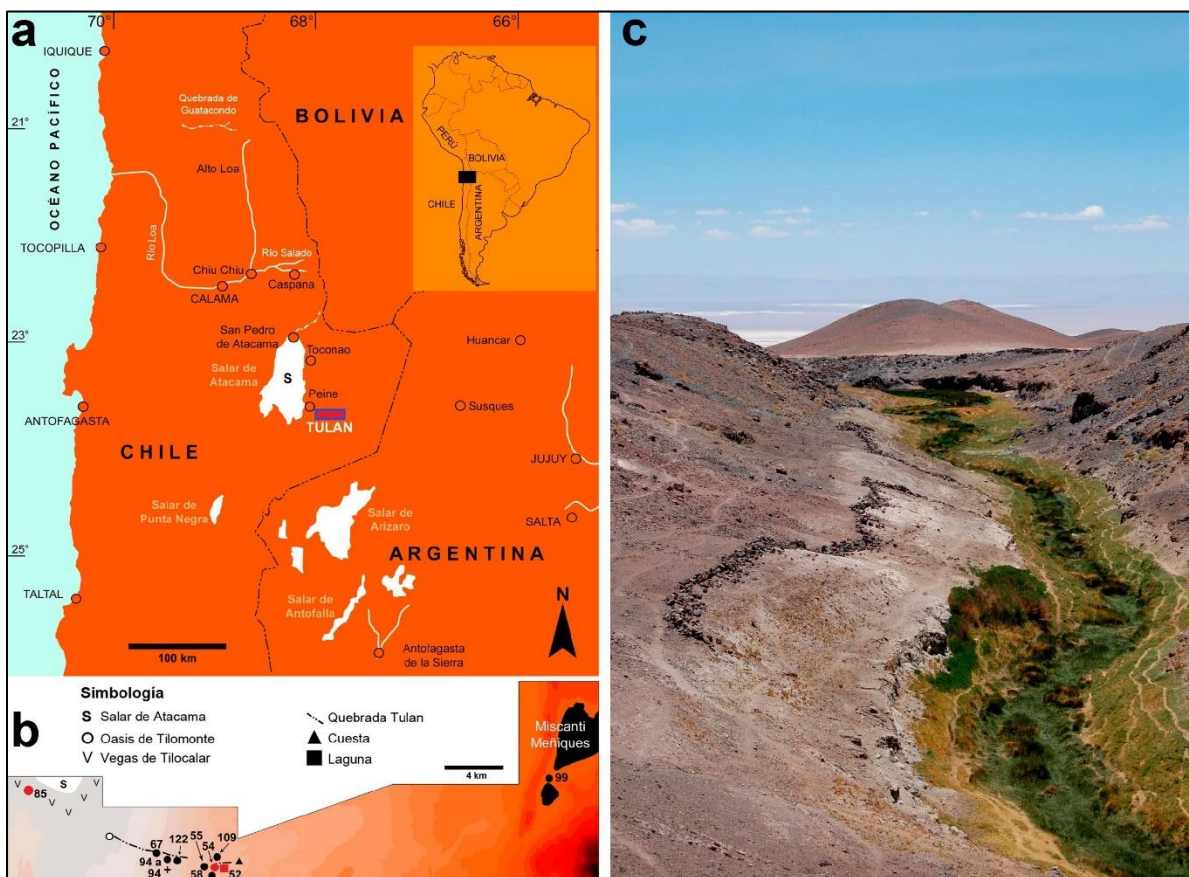 a
70°
68°
66°
IQUIQUE
OCÉANO PACÍFICO
Quebrada de
Guatacondo
BOLIVIA
21°
Alto Loa
Río Loa
TOCOPILLA
Río Salado
Chiu Chiu
Caspana
CALAMA
San Pedro
de Atacama
23°
Toconao
Huancar
Salar de
Atacama
S
Peine
Susques
ANTOFAGASTA
TULAN
CHILE
JUJUY
Salar de
Punta Negra
Salar de
Arizaro
SALTA
25°
ARGENTINA
TALTAL
Salar de
Antofalla
N
100 km
Antofagasta
de la Sierra
PERÚ
BOLIVIA
CHILE
ARGENTINA
b
Simbología
S Salar de Atacama
O Oasis de Tilomonte
V Vegas de Tilocalar
Quebrada Tulan
Cuesta
Laguna
4 km
Miscanti
Meñiques
99
V
S
V
85
V
V
V
V
67
122
55
54
109
94 a
94
+
58
52
c